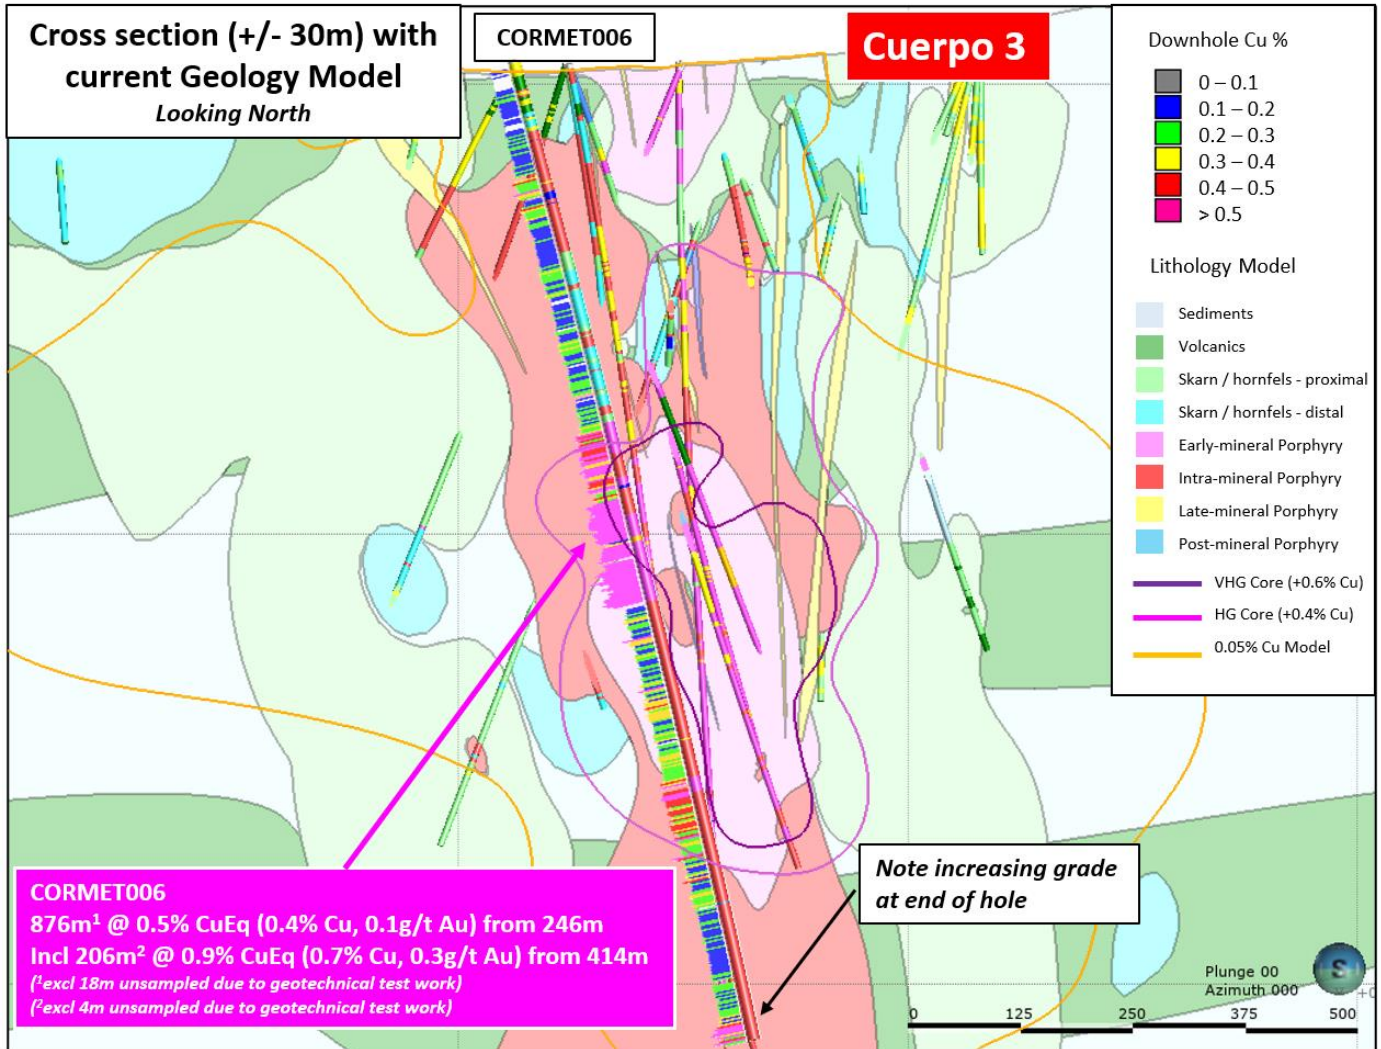 Cross section (+/- 30m) with
current Geology Model
Looking North
CORMET006
Cuerpo 3
Downhole Cu %
0 – 0.1
0.1 – 0.2
0.2 – 0.3
0.3 – 0.4
0.4 – 0.5
> 0.5
Lithology Model
Sediments
Volcanics
Skarn / hornfels - proximal
Skarn / hornfels - distal
Early-mineral Porphyry
Intra-mineral Porphyry
Late-mineral Porphyry
Post-mineral Porphyry
VHG Core (+0.6% Cu)
HG Core (+0.4% Cu)
0.05% Cu Model
CORMET006
876m¹ @ 0.5% CuEq (0.4% Cu, 0.1g/t Au) from 246m
Incl 206m² @ 0.9% CuEq (0.7% Cu, 0.3g/t Au) from 414m
(¹excl 18m unsampled due to geotechnical test work)
(²excl 4m unsampled due to geotechnical test work)
Note increasing grade
at end of hole
Plunge 00
Azimuth 000
S
0 125 250 375 500